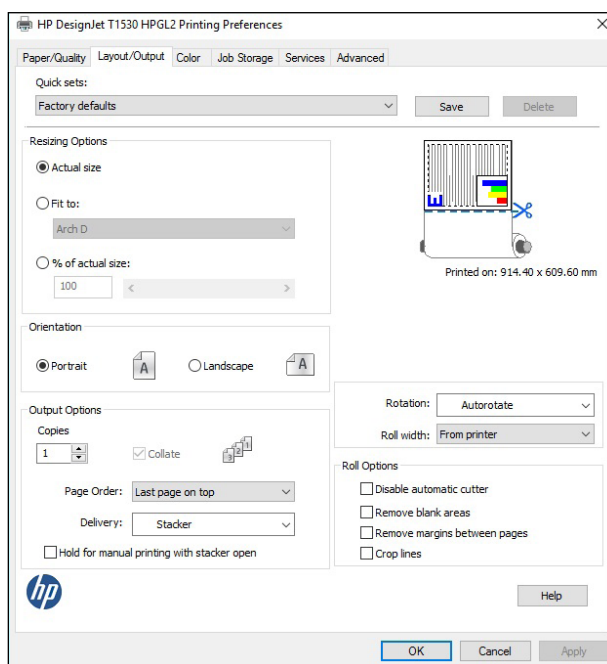 HP DesignJet T1530 HPGL2 Printing Preferences
Paper/Quality Layout/Output Color Job Storage Services Advanced
Quick sets:
Factory defaults
Save Delete
Resizing Options
Actual size
Fit to:
Arch D
% of actual size:
100
E
Printed on: 914.40 x 609.60 mm
Orientation
Portrait A Landscape A
Rotation: Autorotate
Roll width: From printer
Output Options
Copies
1 Collate 3 2 1
Page Order: Last page on top
Delivery: Stacker
Hold for manual printing with stacker open
Roll Options
Disable automatic cutter
Remove blank areas
Remove margins between pages
Crop lines
hp
Help
OK Cancel Apply